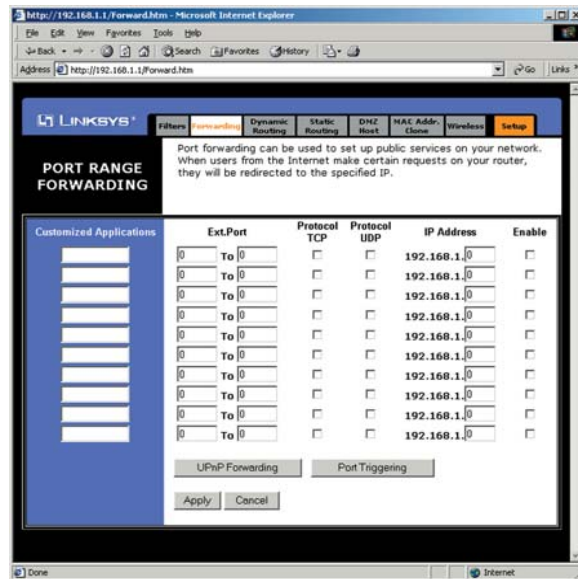 http://192.168.1.1/Forward.htm - Microsoft Internet Explorer
File Edit View Favorites Tools Help
Back Search Favorites History
Address http://192.168.1.1/Forward.htm Go Links
LINKSYS®
Filters Forwarding Dynamic Routing Static Routing DMZ Host MAC Addr. Clone Wireless Setup
PORT RANGE FORWARDING
Port forwarding can be used to set up public services on your network.
When users from the Internet make certain requests on your router,
they will be redirected to the specified IP.
Customized Applications Ext.Port Protocol TCP Protocol UDP IP Address Enable
0 To 0 192.168.1.0
0 To 0 192.168.1.0
0 To 0 192.168.1.0
0 To 0 192.168.1.0
0 To 0 192.168.1.0
0 To 0 192.168.1.0
0 To 0 192.168.1.0
0 To 0 192.168.1.0
0 To 0 192.168.1.0
0 To 0 192.168.1.0
UPnP Forwarding Port Triggering
Apply Cancel
Done Internet